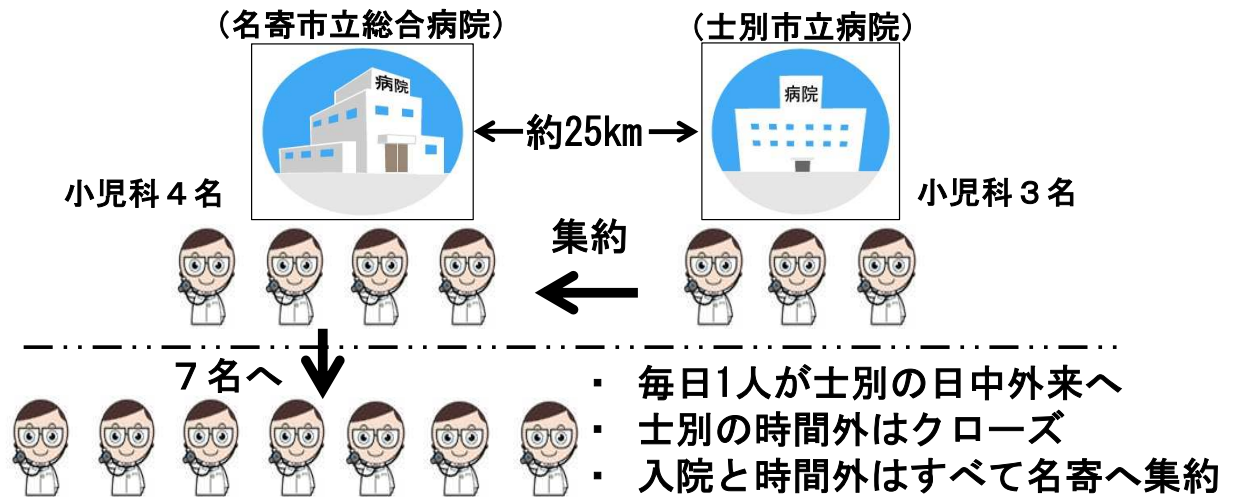 （名寄市立総合病院）
（士別市立病院）
病院
病院
約25km
小児科４名
小児科３名
集約
７名へ
・ 毎日1人が士別の日中外来へ
・ 士別の時間外はクローズ
・ 入院と時間外はすべて名寄へ集約